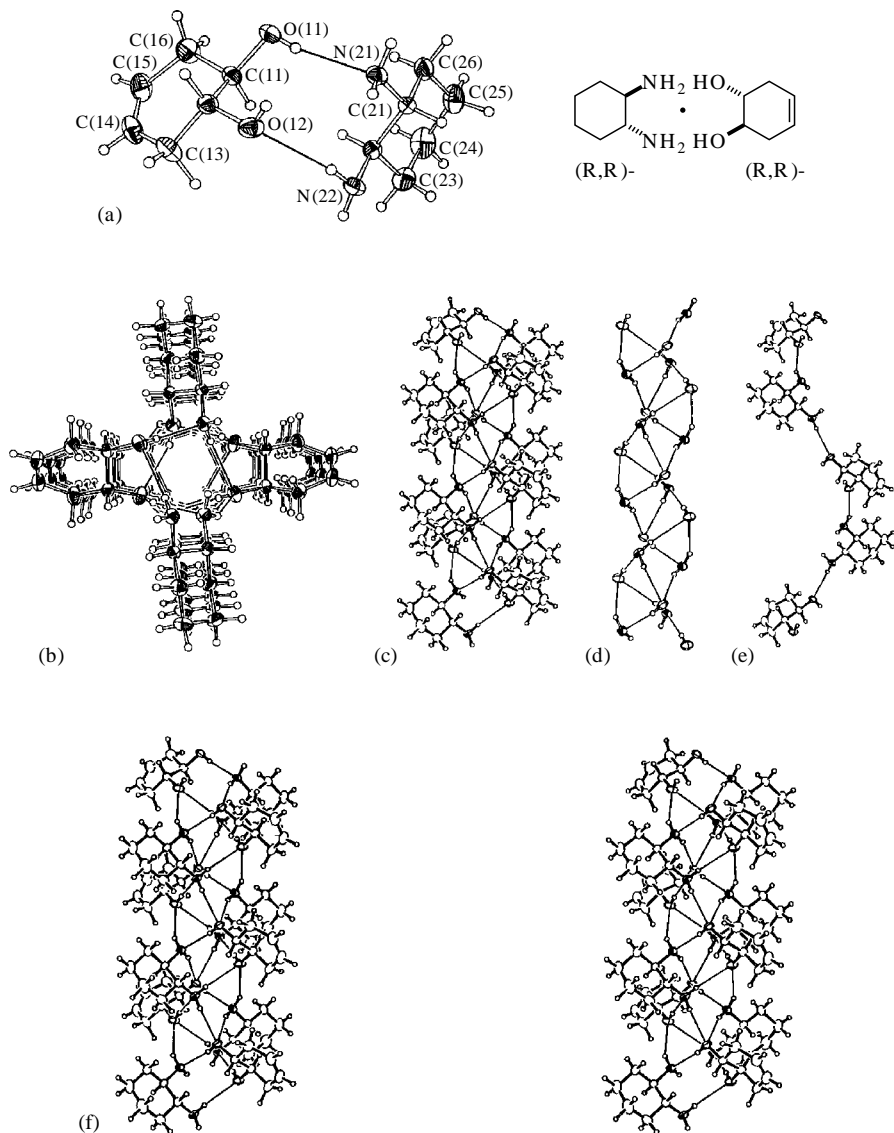 O(11)
C(16)
N(21)
C(26)
C(15)
C(11)
C(25)
C(21)
O(12)
C(14)
C(24)
C(13)
C(23)
N(22)
(a)
NH2 HO
•
NH2 HO
(R,R)- (R,R)-
(b) (c) (d) (e)
(f)